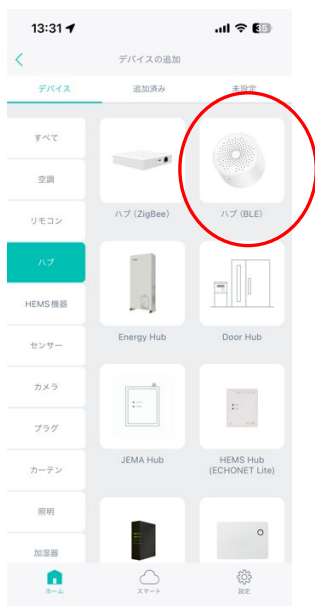 13:31
35
デバイスの追加
デバイス
追加済み
未設定
すべて
空調
リモコン
ハブ
HEMS機器
センサー
カメラ
プラグ
カーテン
照明
加湿器
ハブ（ZigBee）
ハブ（BLE）
Energy Hub
Door Hub
JEMA Hub
HEMS Hub
(ECHONET Lite)
ホーム
スマート
設定